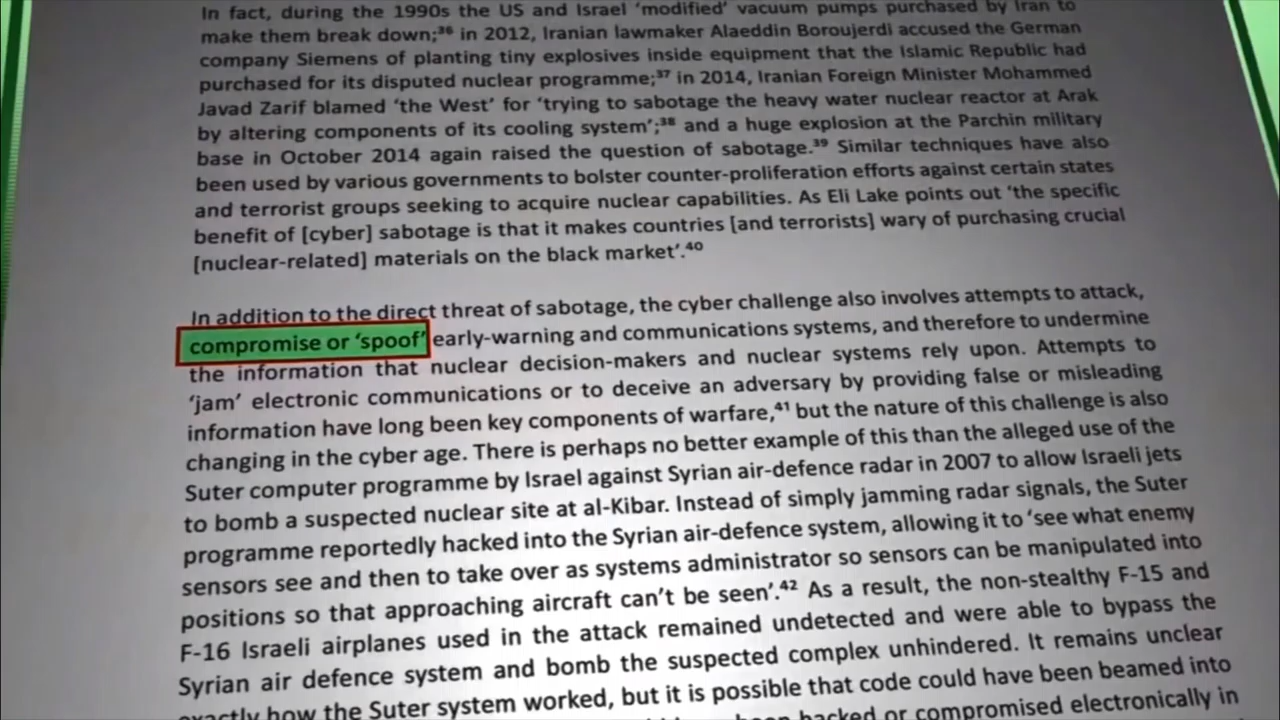 In fact, during the 1990s the US and Israel ‘modified’ vacuum pumps purchased by Iran to
make them break down;³⁶ in 2012, Iranian lawmaker Alaeddin Boroujerdi accused the German
company Siemens of planting tiny explosives inside equipment that the Islamic Republic had
purchased for its disputed nuclear programme;³⁷ in 2014, Iranian Foreign Minister Mohammed
Javad Zarif blamed ‘the West’ for ‘trying to sabotage the heavy water nuclear reactor at Arak
by altering components of its cooling system’;³⁸ and a huge explosion at the Parchin military
base in October 2014 again raised the question of sabotage.³⁹ Similar techniques have also
been used by various governments to bolster counter-proliferation efforts against certain states
and terrorist groups seeking to acquire nuclear capabilities. As Eli Lake points out ‘the specific
benefit of [cyber] sabotage is that it makes countries [and terrorists] wary of purchasing crucial
[nuclear-related] materials on the black market’.⁴⁰
In addition to the direct threat of sabotage, the cyber challenge also involves attempts to attack,
compromise or ‘spoof’ early-warning and communications systems, and therefore to undermine
the information that nuclear decision-makers and nuclear systems rely upon. Attempts to
‘jam’ electronic communications or to deceive an adversary by providing false or misleading
information have long been key components of warfare,⁴¹ but the nature of this challenge is also
changing in the cyber age. There is perhaps no better example of this than the alleged use of the
Suter computer programme by Israel against Syrian air-defence radar in 2007 to allow Israeli jets
to bomb a suspected nuclear site at al-Kibar. Instead of simply jamming radar signals, the Suter
programme reportedly hacked into the Syrian air-defence system, allowing it to ‘see what enemy
sensors see and then to take over as systems administrator so sensors can be manipulated into
positions so that approaching aircraft can’t be seen’.⁴² As a result, the non-stealthy F-15 and
F-16 Israeli airplanes used in the attack remained undetected and were able to bypass the
Syrian air defence system and bomb the suspected complex unhindered. It remains unclear
exactly how the Suter system worked, but it is possible that code could have been beamed into
hacked or compromised electronically in